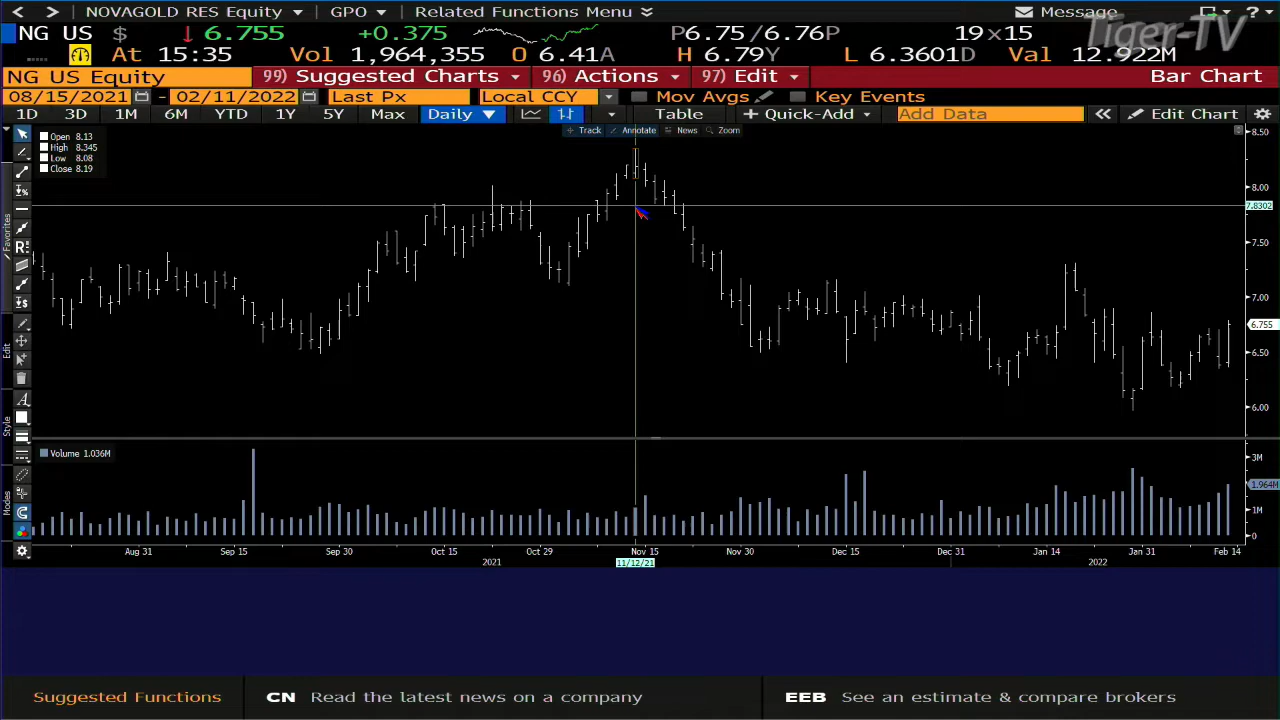 < > NOVAGOLD RES Equity GPO Related Functions Menu Message ?
Tiger-TV
NG US $ ↓ 6.755 +0.375 P6.75 / 6.76P 19×15
At 15:35 Vol 1,964,355 O 6.41A H 6.79Y L 6.3601D Val 12.922M
NG US Equity 99) Suggested Charts 96) Actions 97) Edit Bar Chart
08/15/2021 - 02/11/2022 Last Px Local CCY Mov Avgs Key Events
1D 3D 1M 6M YTD 1Y 5Y Max Daily Table + Quick-Add Add Data Edit Chart
Track Annotate News Zoom
Open 8.13
High 8.345
Low 8.08
Close 8.19
8.50
8.00
7.8302
7.50
7.00
6.755
6.50
6.00
Favorites
Edit
Style
Modes
Volume 1.036M
3M
1.964M
1M
0
Aug 31 Sep 15 Sep 30 Oct 15 Oct 29 Nov 15 Nov 30 Dec 15 Dec 31 Jan 14 Jan 31 Feb 14
2021 11/12/21 2022
Suggested Functions CN Read the latest news on a company EEB See an estimate & compare brokers